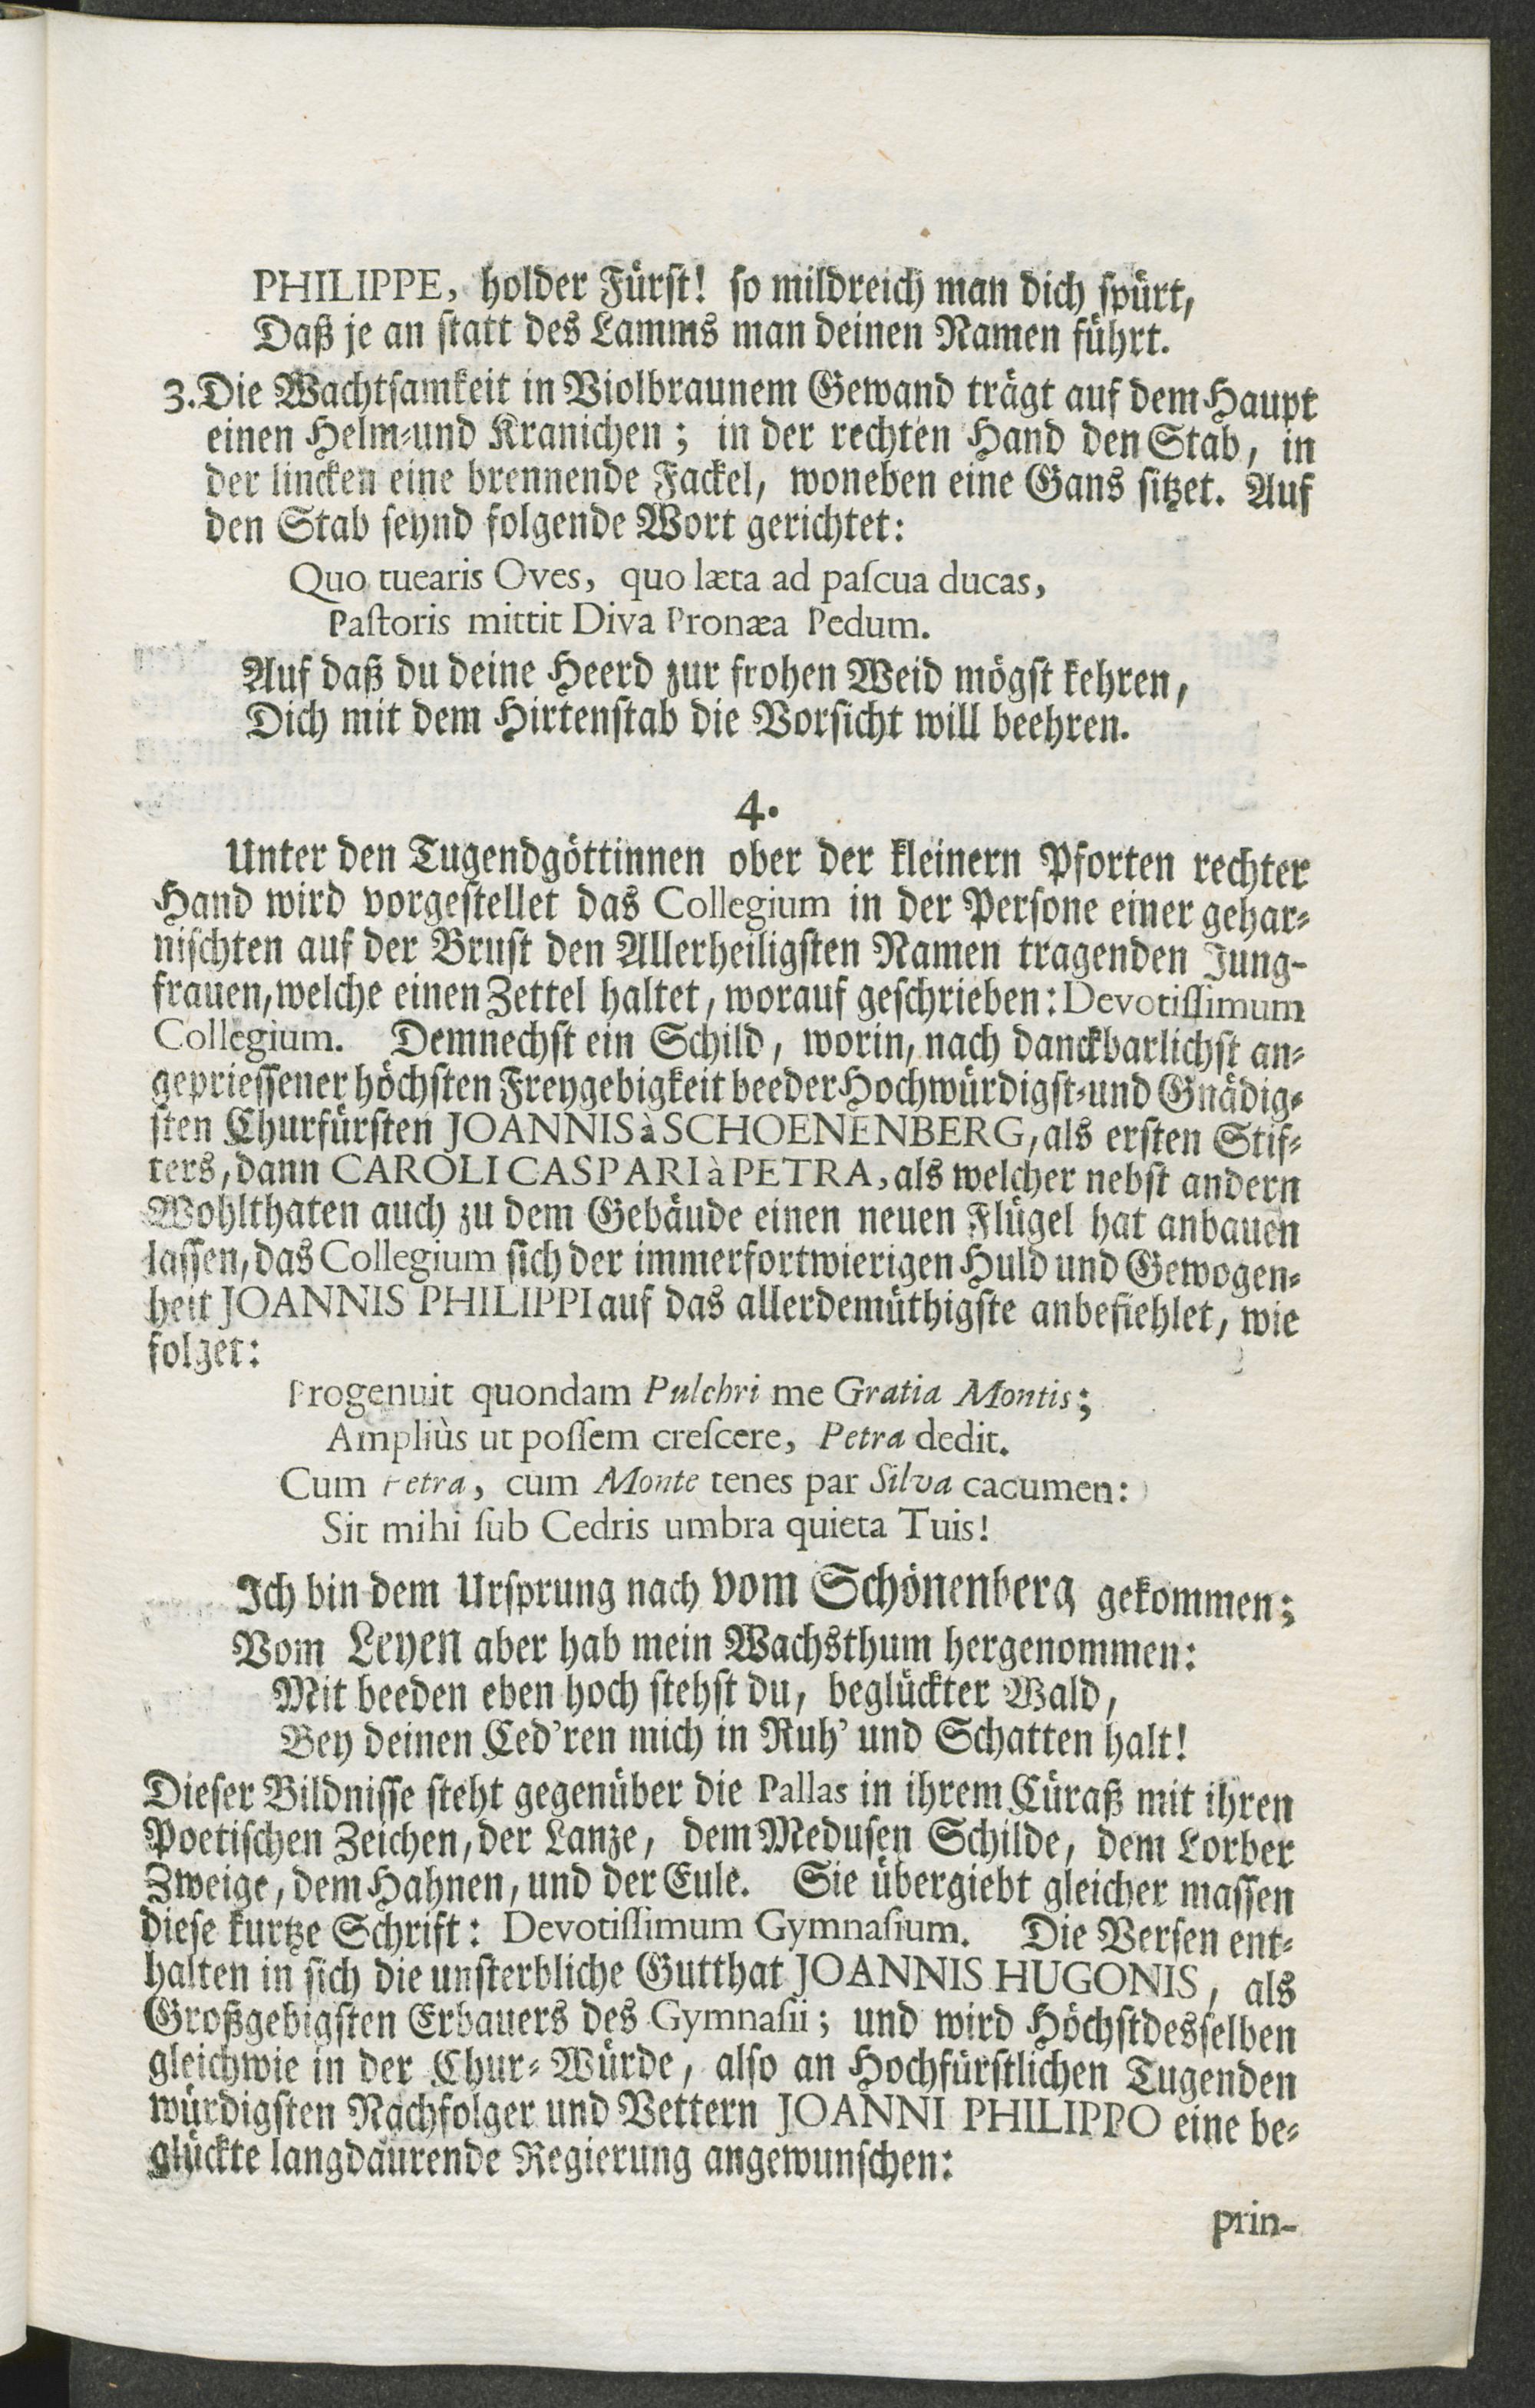 PHILIPPE, holder Fürst! so mildreich man dich spürt,
Daß je an statt des Lamms man deinen Namen führt.
3. Die Wachtsamkeit in Violbraunem Gewand trägt auf dem Haupt
einen Helm-und Kranichen; in der rechten Hand den Stab, in
der lincken eine brennende Fackel, woneben eine Gans sitzet. Auf
den Stab seynd folgende Wort gerichtet:
Quo tuearis Oves, quo læta ad paſcua ducas,
Paſtoris mittit Diva Pronæa Pedum.
Auf daß du deine Heerd zur frohen Weid mögst kehren,
Dich mit dem Hirtenstab die Vorsicht will beehren.
4.
Unter den Tugendgöttinnen ober der kleinern Pforten rechter
Hand wird vorgestellet das Collegium in der Persone einer gehar-
nischten auf der Brust den Allerheiligsten Namen tragenden Jung-
frauen, welche einen Zettel haltet, worauf geschrieben: Devotiſſimum
Collegium. Demnechst ein Schild, worin, nach danckbarlichst an-
gepriessener höchsten Freygebigkeit beeder Hochwürdigst-und Gnädig-
sten Churfürsten JOANNIS à SCHOENENBERG, als ersten Stif-
ters, dann CAROLI CASPARI à PETRA, als welcher nebst andern
Wohlthaten auch zu dem Gebäude einen neuen Flügel hat anbauen
lassen, das Collegium sich der immerfortwierigen Huld und Gewogen-
heit JOANNIS PHILIPPI auf das allerdemüthigste anbefiehlet, wie
folget:
Progenuit quondam Pulchri me Gratia Montis;
Ampliùs ut poſſem creſcere, Petra dedit.
Cum Petra, cum Monte tenes par Silva cacumen:
Sit mihi ſub Cedris umbra quieta Tuis!
Ich bin dem Ursprung nach vom Schönenberg gekommen;
Vom Leyen aber hab mein Wachsthum hergenommen:
Mit beeden eben hoch stehst du, beglückter Wald,
Bey deinen Ced'ren mich in Ruh' und Schatten halt!
Dieser Bildnisse steht gegenüber die Pallas in ihrem Cüraß mit ihren
Poetischen Zeichen, der Lanze, dem Medusen Schilde, dem Lorber
Zweige, dem Hahnen, und der Eule. Sie übergiebt gleicher massen
diese kurtze Schrift: Devotiſſimum Gymnaſium. Die Versen ent-
halten in sich die unsterbliche Gutthat JOANNIS HUGONIS, als
Großgebigsten Erbauers des Gymnaſii; und wird Höchstdesselben
gleichwie in der Chur-Würde, also an Hochfürstlichen Tugenden
würdigsten Nachfolger und Vettern JOANNI PHILIPPO eine be-
glückte langdaurende Regierung angewunschen:
prin-